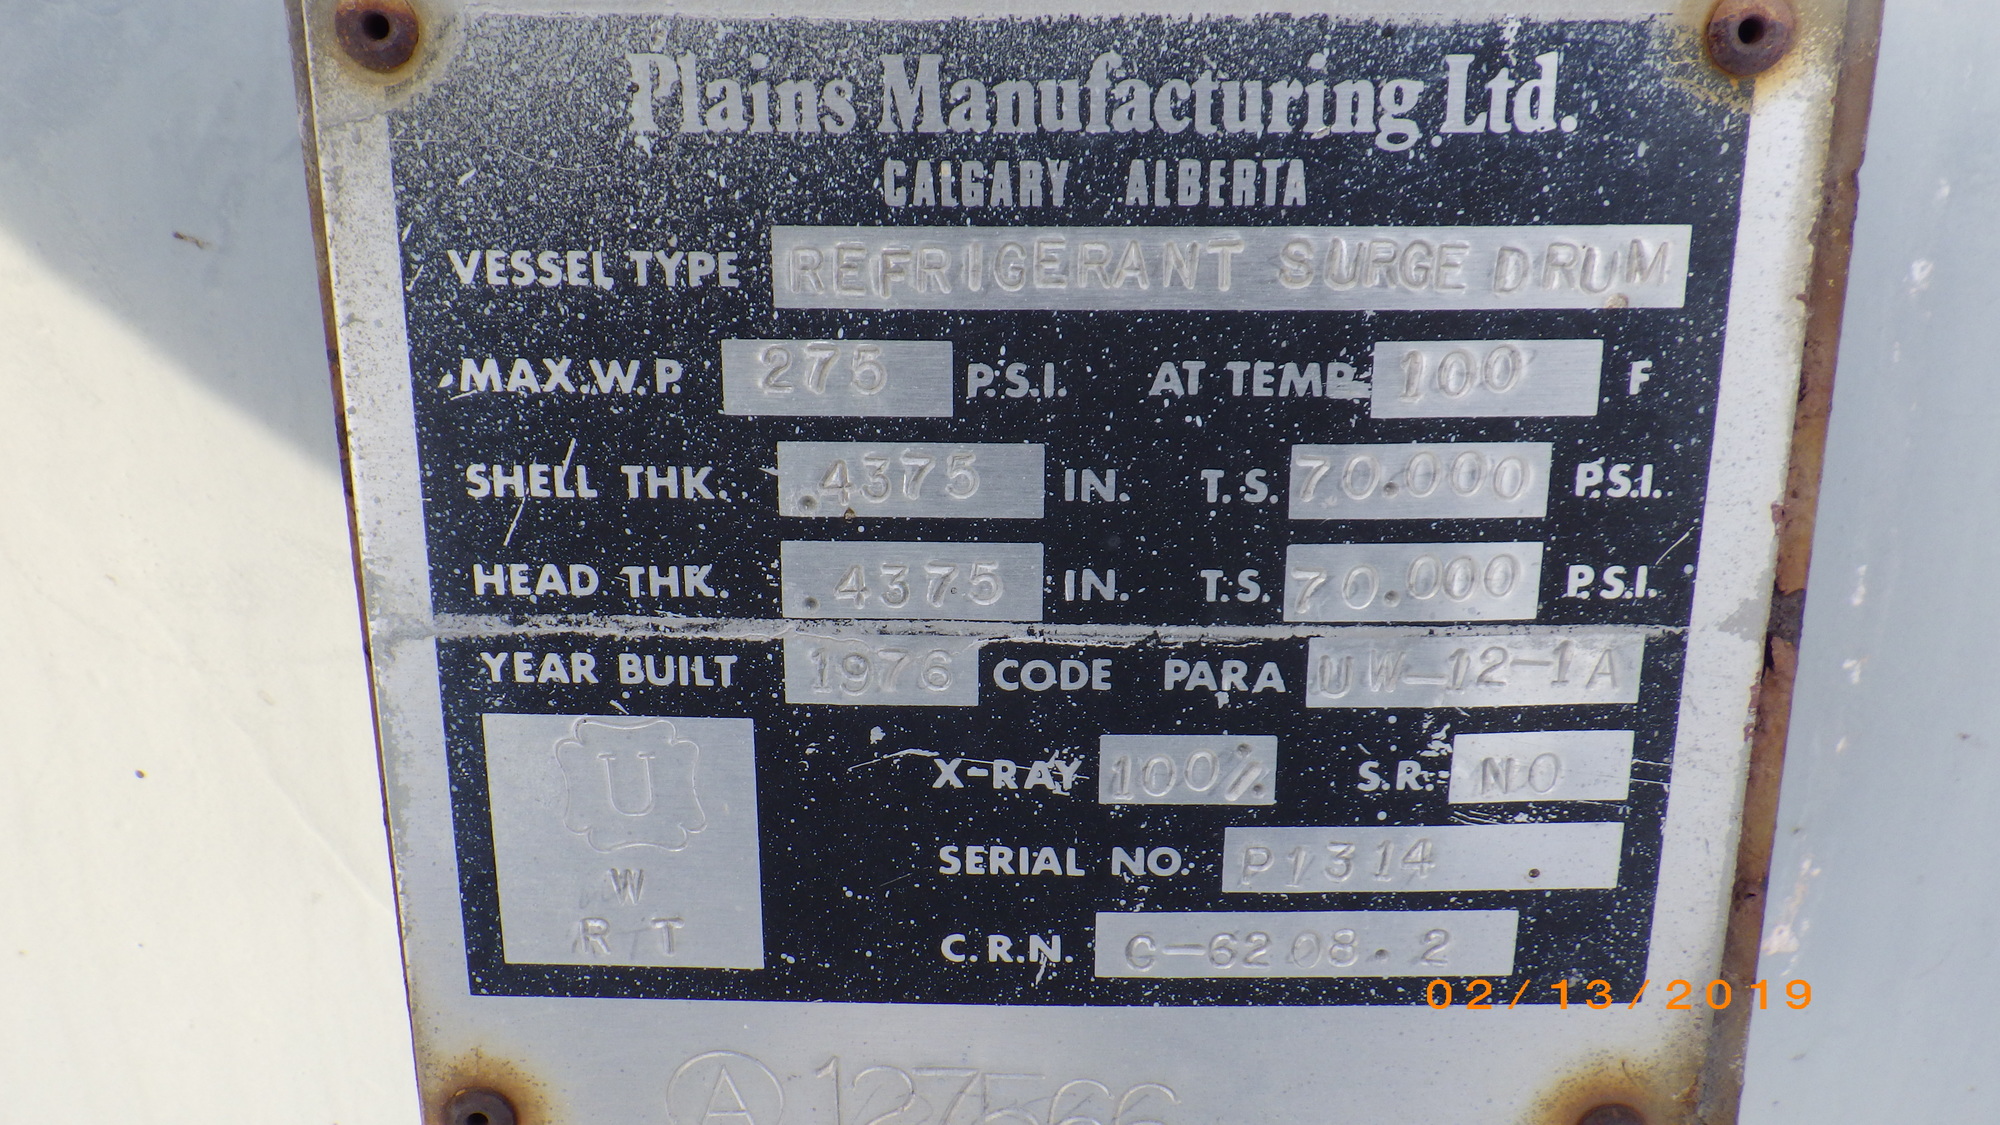 Plains Manufacturing Ltd.
CALGARY ALBERTA
VESSEL TYPE REFRIGERANT SURGE DRUM
MAX.W.P. 275 P.S.I. AT TEMP. 100 F
SHELL THK. .4375 IN. T.S. 70.000 P.S.I.
HEAD THK. .4375 IN. T.S. 70.000 P.S.I.
YEAR BUILT 1976 CODE PARA UW-12-1A
U
X-RAY 100% S.R. NO
W
SERIAL NO. P1314
RT
C.R.N. G-6208.2
02/13/2019
A 127566